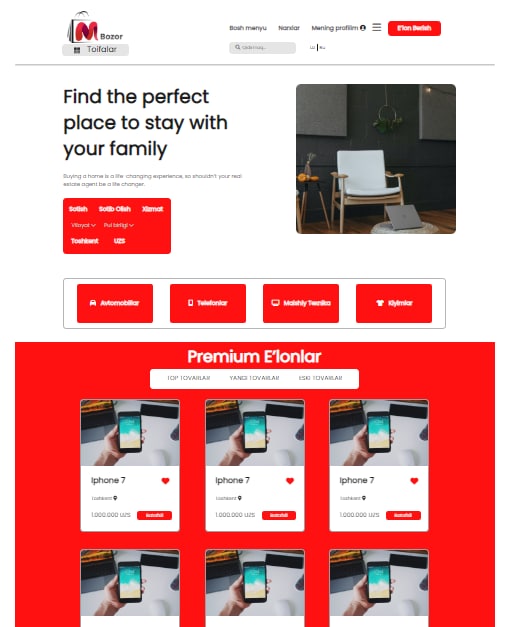 M Bozor
Bosh menyu Narxlar Mening profilim E'lon Berish
Toifalar
Qidiruv...
UZ RU
Find the perfect
place to stay with
your family
Buying a home is a life-changing experience, so shouldn't your real
estate agent be a life changer.
Sotish Sotib Olish Xizmat
Viloyat Pul birligi
Toshkent UZS
Avtomobillar Telefonlar Maishiy Texnika Kiyimlar
Premium E'lonlar
TOP TOVARLAR YANGI TOVARLAR ESKI TOVARLAR
Iphone 7 Iphone 7 Iphone 7
Toshkent Toshkent Toshkent
1.000.000 UZS Batafsil 1.000.000 UZS Batafsil 1.000.000 UZS Batafsil